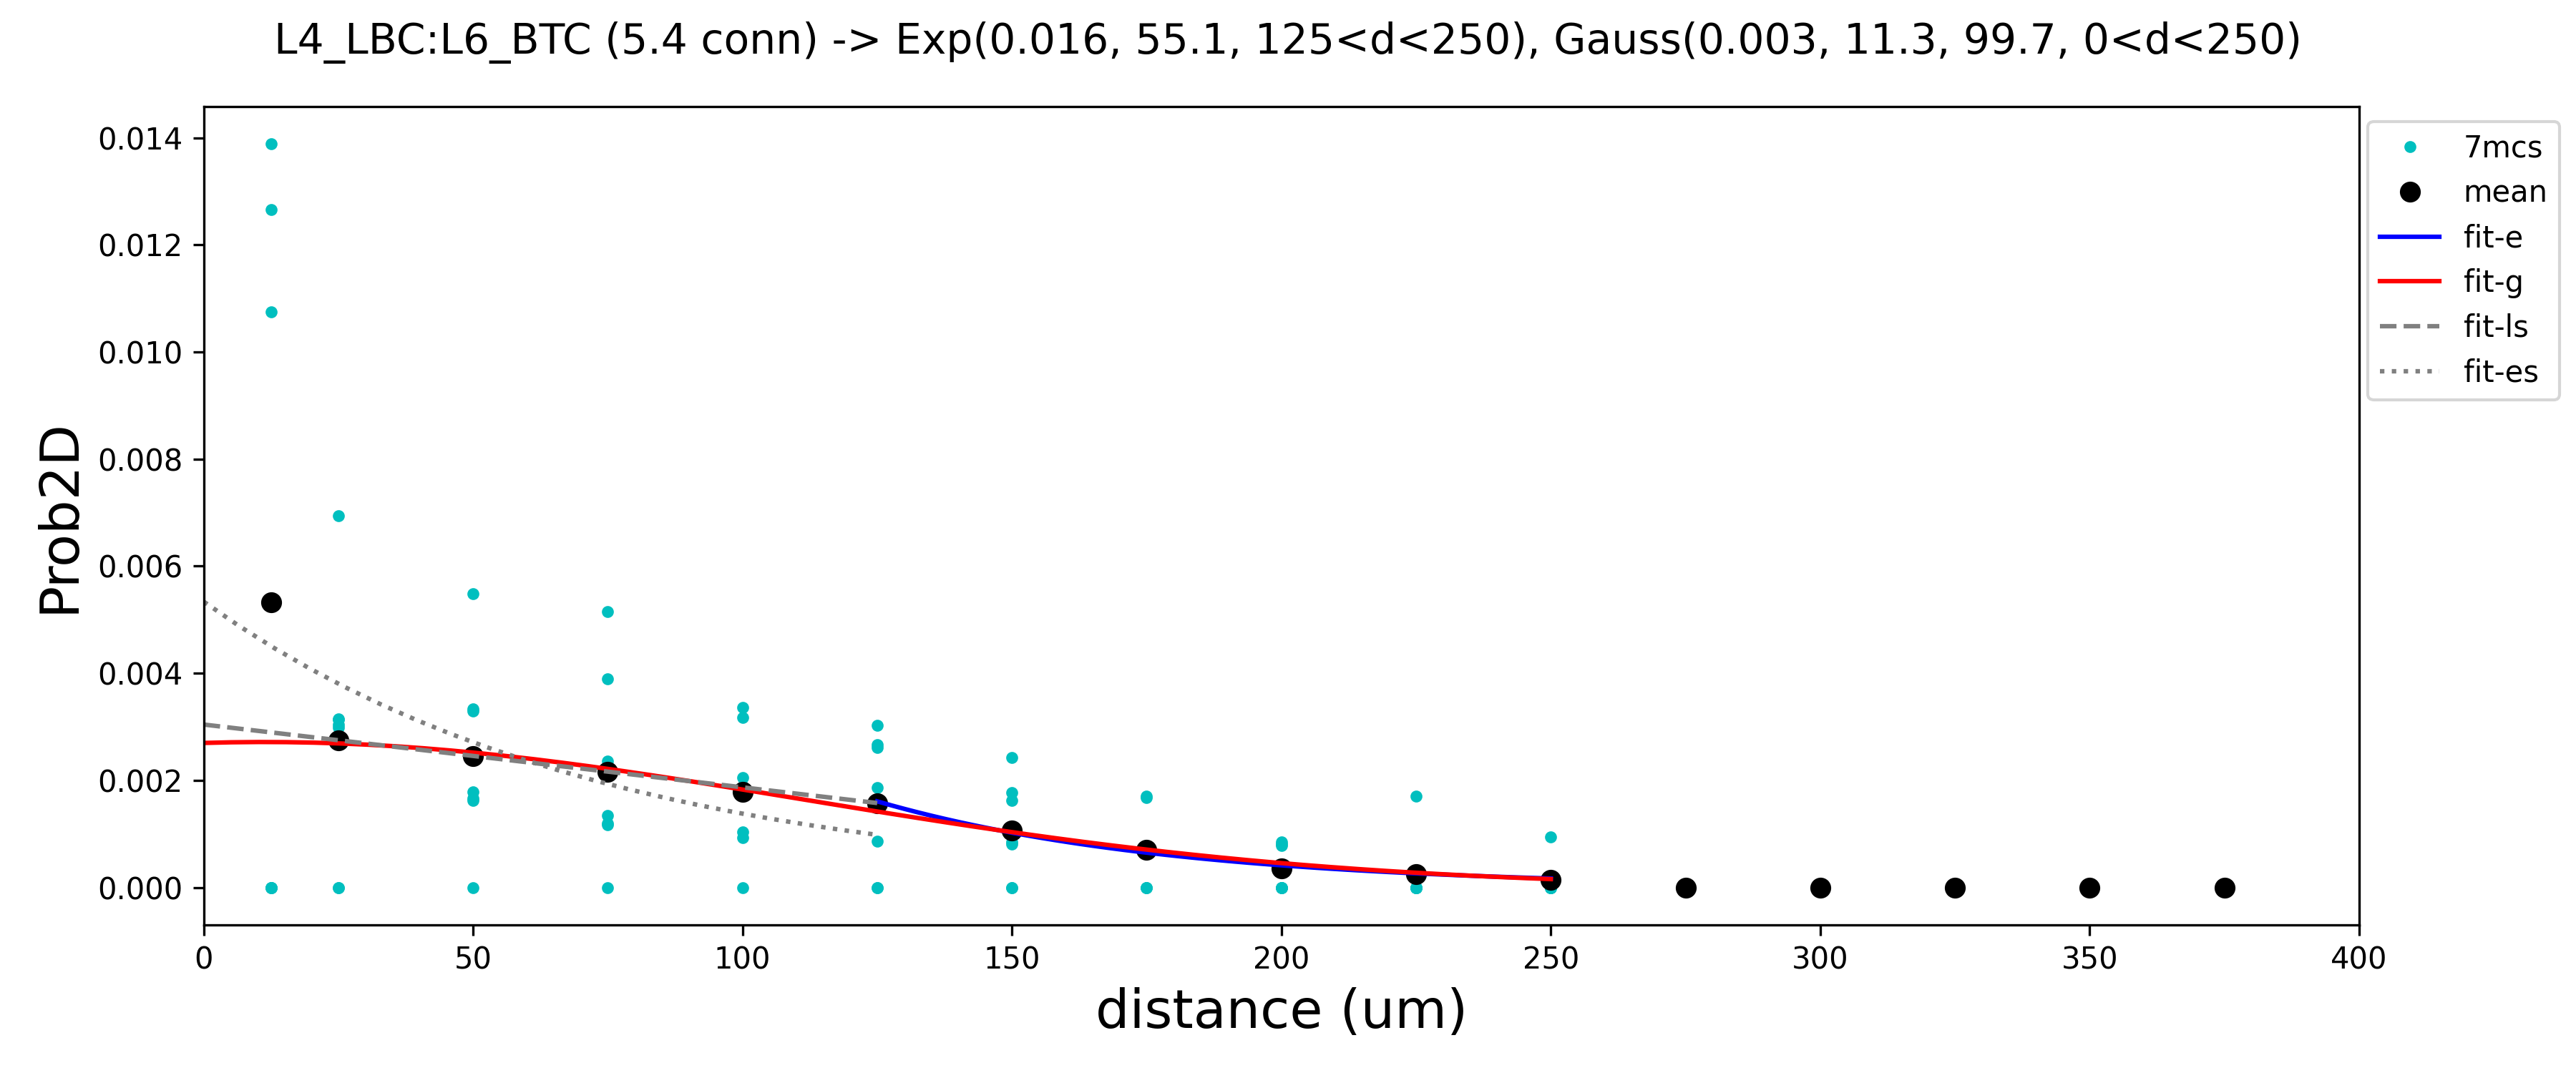 L4_LBC:L6_BTC (5.4 conn) -> Exp(0.016, 55.1, 125<d<250), Gauss(0.003, 11.3, 99.7, 0<d<250)
0.014
0.012
0.010
0.008
0.006
0.004
0.002
0.000
Prob2D
0 50 100 150 200 250 300 350 400
distance (um)
7mcs
mean
fit-e
fit-g
fit-ls
fit-es